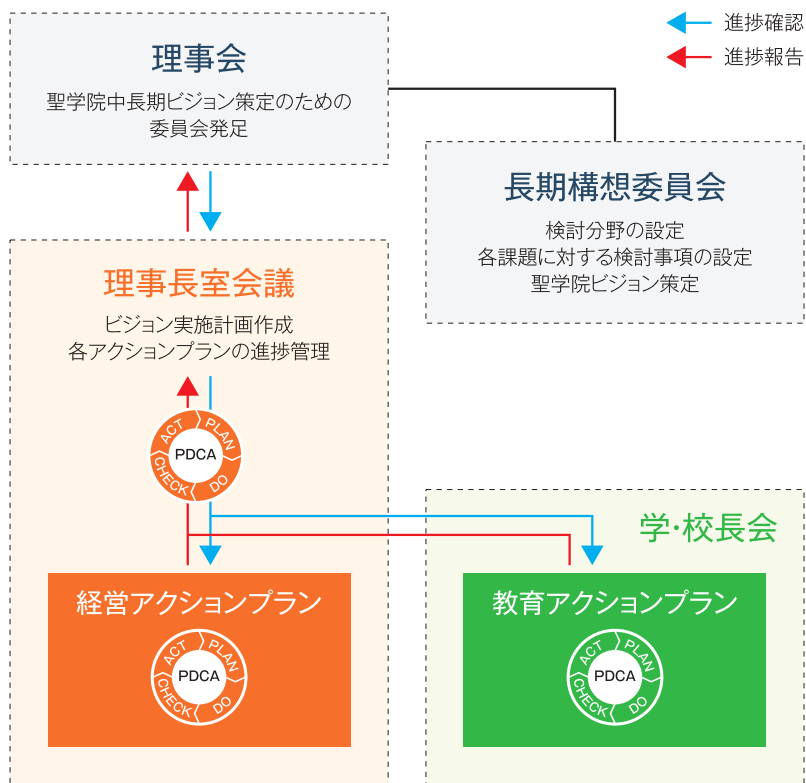 進捗確認
進捗報告
理事会
聖学院中長期ビジョン策定のための
委員会発足
長期構想委員会
検討分野の設定
各課題に対する検討事項の設定
聖学院ビジョン策定
理事長室会議
ビジョン実施計画作成
各アクションプランの進捗管理
ACT
PLAN
PDCA
CHECK
DO
学・校長会
経営アクションプラン
ACT
PLAN
PDCA
CHECK
DO
教育アクションプラン
ACT
PLAN
PDCA
CHECK
DO